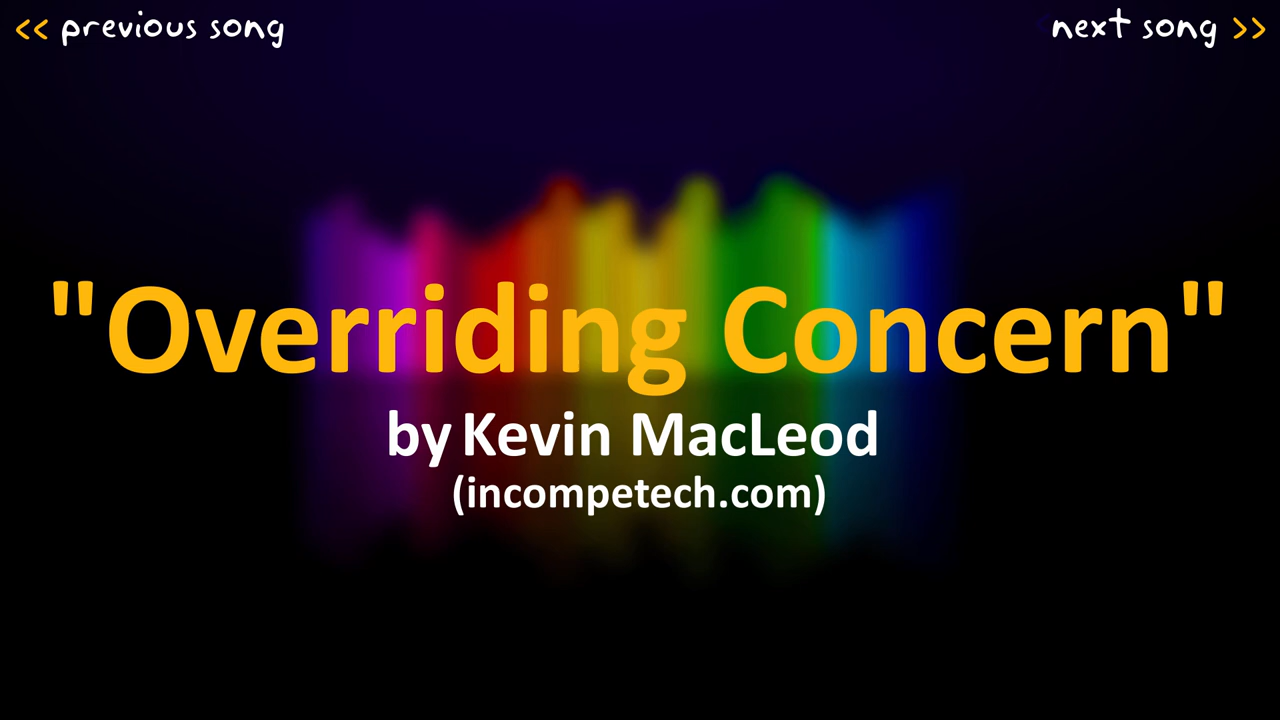 << previous song
next song >>
"Overriding Concern"
by Kevin MacLeod
(incompetech.com)